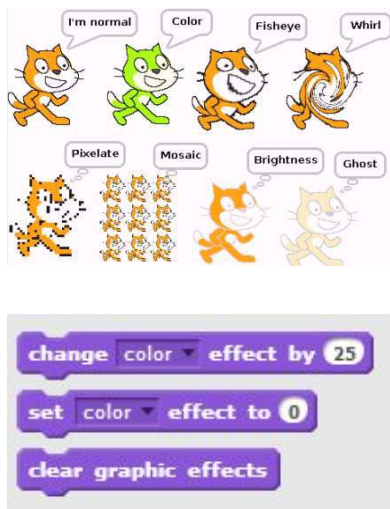 I'm normal
Color
Fisheye
Whirl
Pixelate
Mosaic
Brightness
Ghost
change color effect by 25
set color effect to 0
clear graphic effects